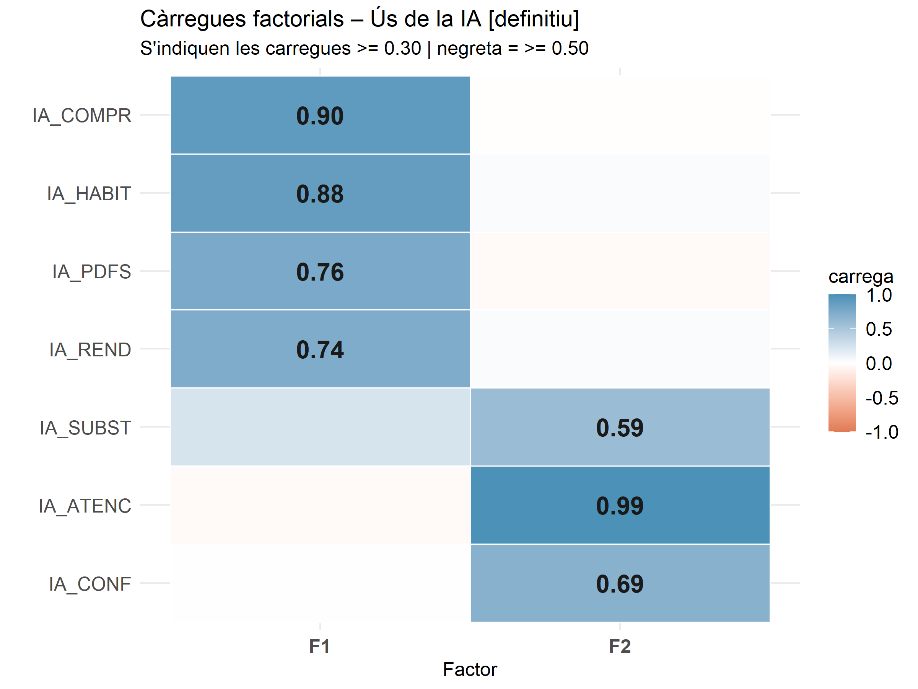 Càrregues factorials – Ús de la IA [definitiu]
S'indiquen les carregues >= 0.30 | negreta = >= 0.50
IA_COMPR
0.90
IA_HABIT
0.88
IA_PDFS
0.76
IA_REND
0.74
IA_SUBST
0.59
IA_ATENC
0.99
IA_CONF
0.69
F1
F2
Factor
carrega
1.0
0.5
0.0
-0.5
-1.0